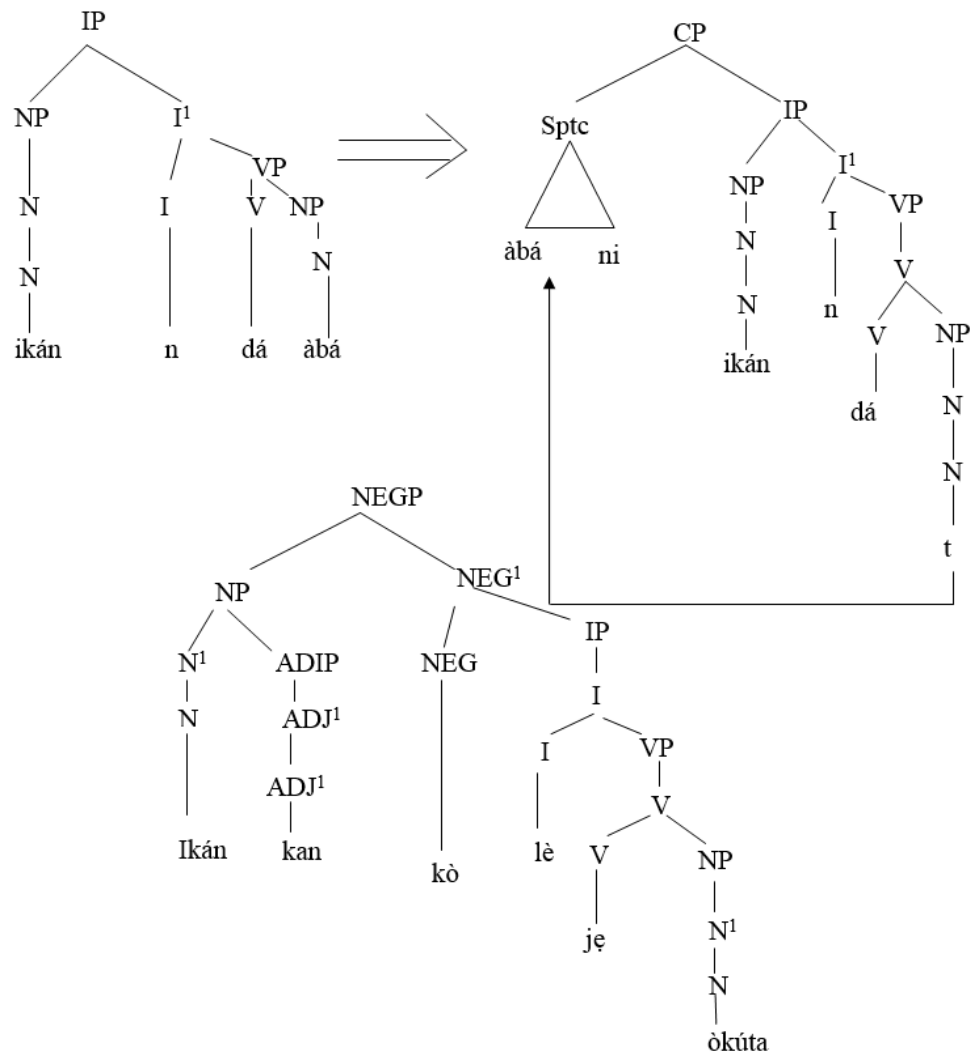 IP
NP I¹
VP
N I V NP
N N
ikán n dá àbá
CP
Sptc IP
NP I¹
àbá ni N I VP
N n V
ikán V NP
dá N
N
t
NEGP
NP NEG¹
N¹ ADIP NEG IP
N ADJ¹ I
ADJ¹ I VP
Ikán kan kò lè V
V NP
jẹ N¹
N
òkúta